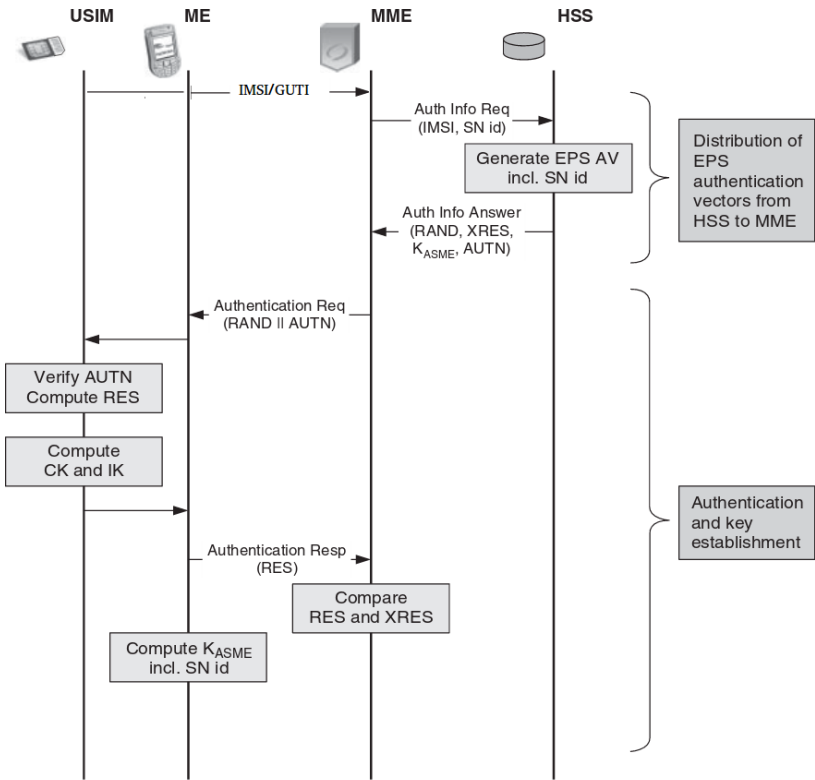 USIM
ME
MME
HSS
IMSI/GUTI
Auth Info Req
(IMSI, SN id)
Generate EPS AV
incl. SN id
Distribution of
EPS
authentication
vectors from
HSS to MME
Auth Info Answer
(RAND, XRES,
K_ASME, AUTN)
Authentication Req
(RAND || AUTN)
Verify AUTN
Compute RES
Compute
CK and IK
Authentication
and key
establishment
Authentication Resp
(RES)
Compare
RES and XRES
Compute K_ASME
incl. SN id